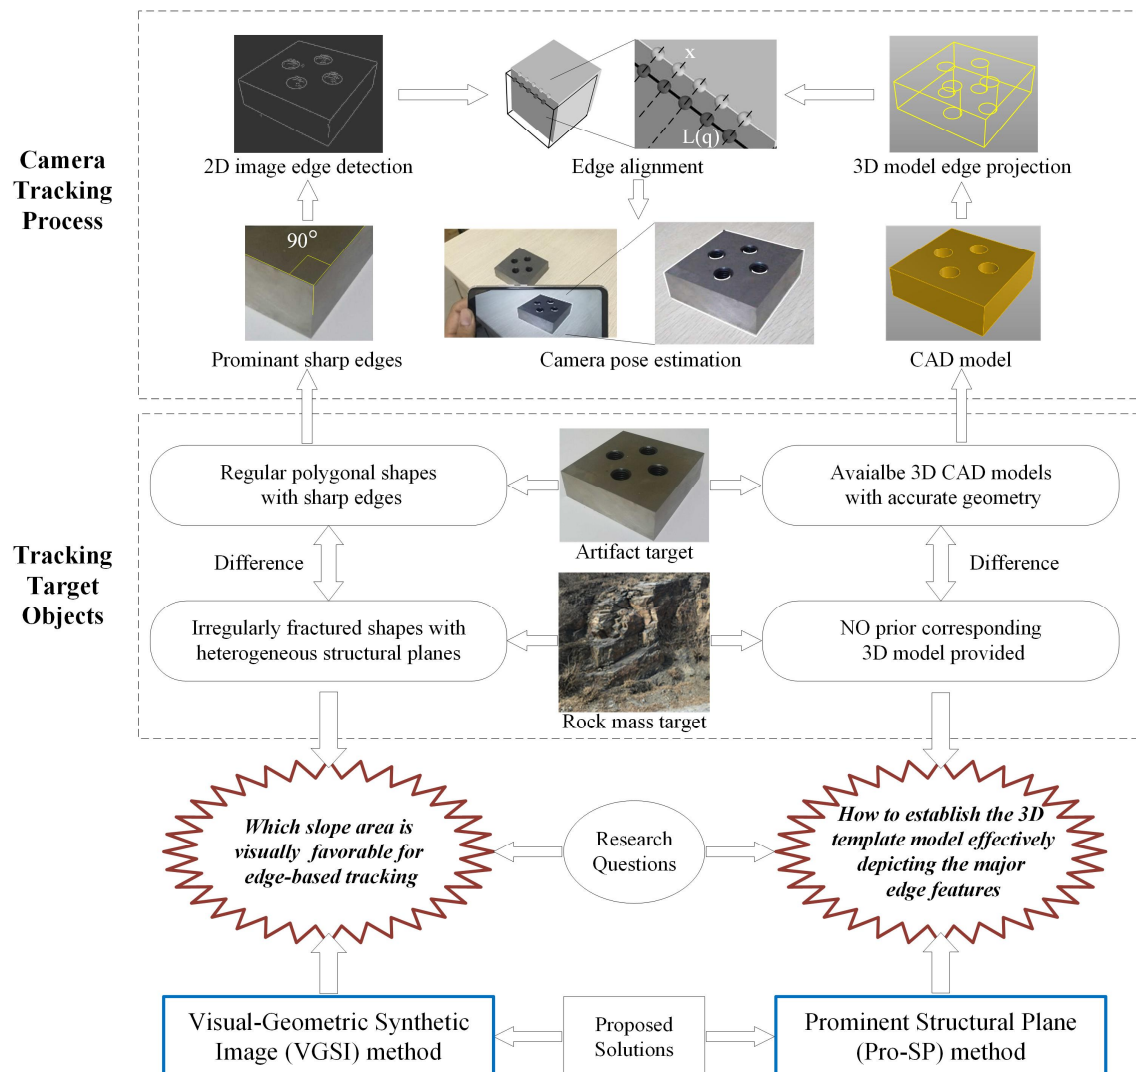 Camera
Tracking
Process
2D image edge detection
x
L(q)
Edge alignment
3D model edge projection
90°
Prominant sharp edges
Camera pose estimation
CAD model
Tracking
Target
Objects
Regular polygonal shapes
with sharp edges
Artifact target
Avaialbe 3D CAD models
with accurate geometry
Difference
Difference
Irregularly fractured shapes with
heterogeneous structural planes
Rock mass target
NO prior corresponding
3D model provided
Which slope area is
visually favorable for
edge-based tracking
Research
Questions
How to establish the 3D
template model effectively
depicting the major
edge features
Visual-Geometric Synthetic
Image (VGSI) method
Proposed
Solutions
Prominent Structural Plane
(Pro-SP) method